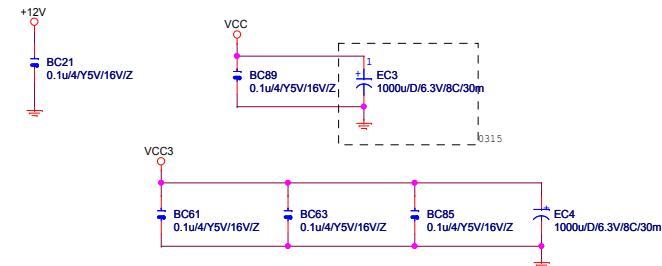 +12V
BC21
0.1u/4/Y5V/16V/Z
VCC
BC89
0.1u/4/Y5V/16V/Z
1
+
EC3
1000u/D/6.3V/8C/30m
0315
VCC3
BC61
0.1u/4/Y5V/16V/Z
BC63
0.1u/4/Y5V/16V/Z
BC85
0.1u/4/Y5V/16V/Z
+
EC4
1000u/D/6.3V/8C/30m